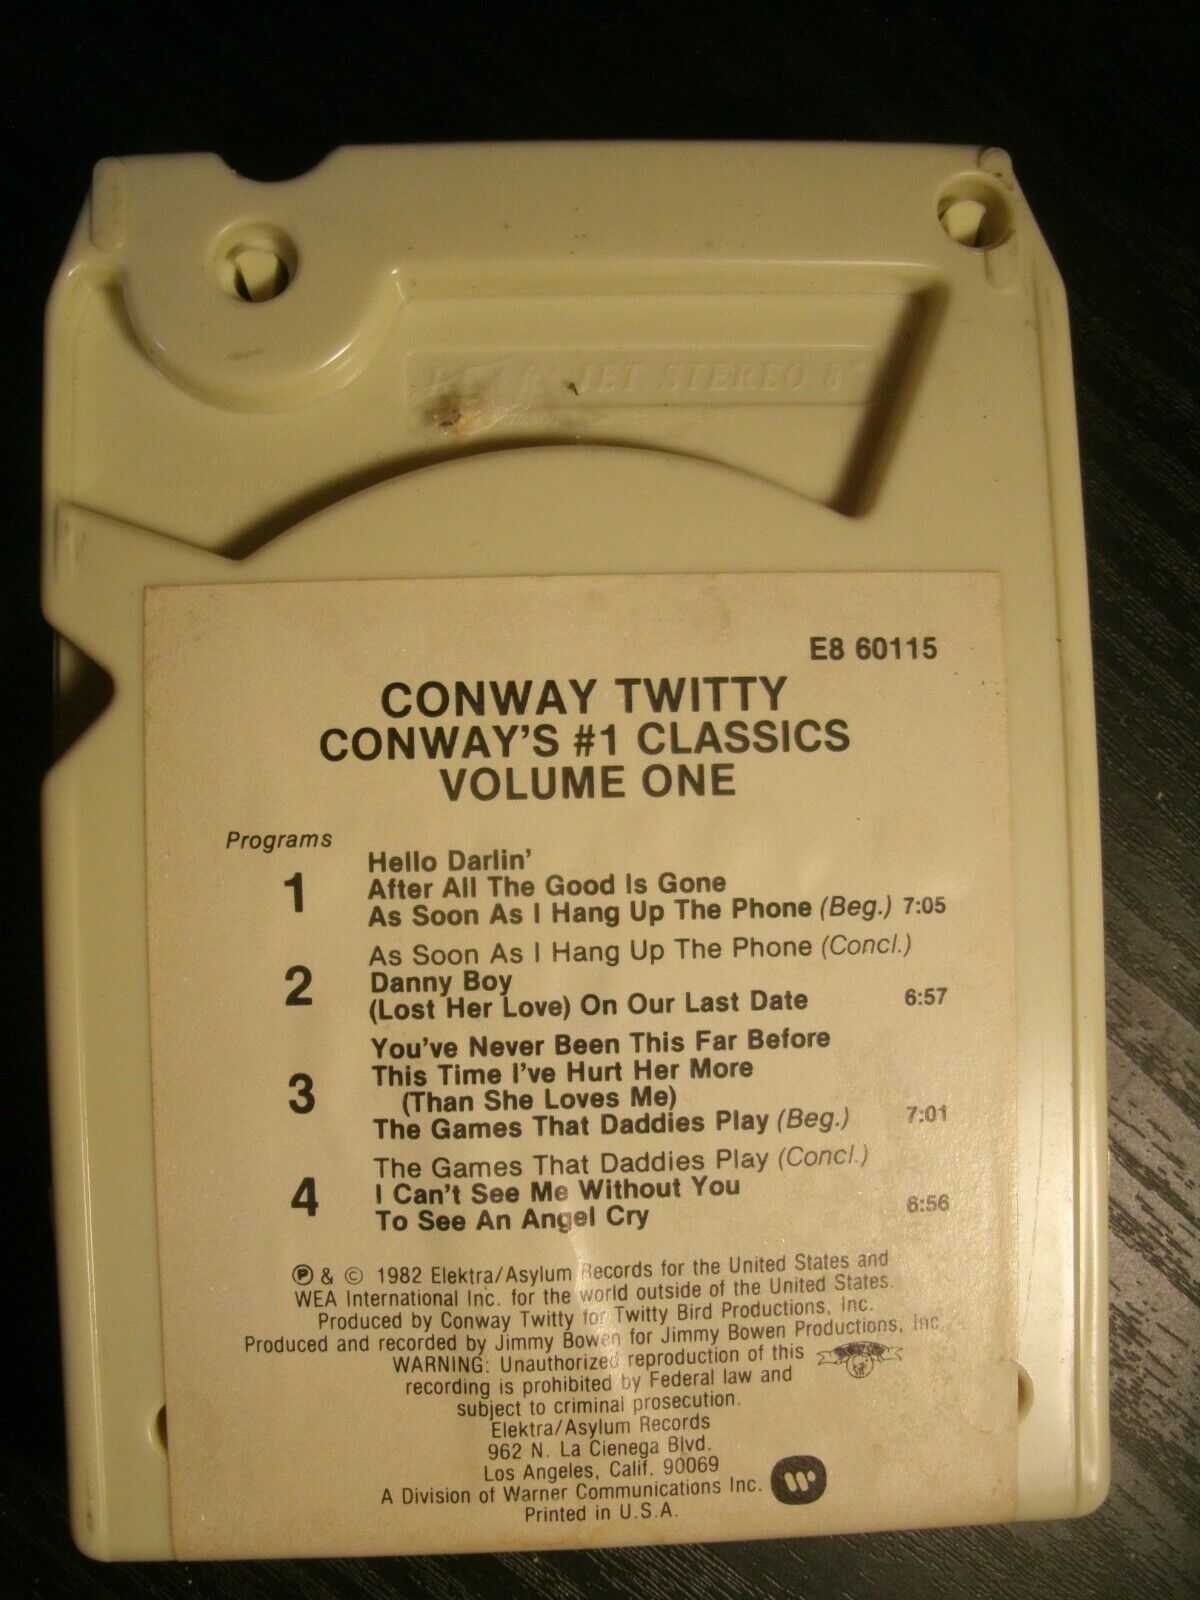 JET STEREO 8
E8 60115
CONWAY TWITTY
CONWAY'S #1 CLASSICS
VOLUME ONE
Programs
1
Hello Darlin'
After All The Good Is Gone
As Soon As I Hang Up The Phone (Beg.) 7:05
2
As Soon As I Hang Up The Phone (Concl.)
Danny Boy
(Lost Her Love) On Our Last Date 6:57
3
You've Never Been This Far Before
This Time I've Hurt Her More
(Than She Loves Me)
The Games That Daddies Play (Beg.) 7:01
4
The Games That Daddies Play (Concl.)
I Can't See Me Without You
To See An Angel Cry 6:56
Ⓟ & © 1982 Elektra/Asylum Records for the United States and
WEA International Inc. for the world outside of the United States.
Produced by Conway Twitty for Twitty Bird Productions, Inc.
Produced and recorded by Jimmy Bowen for Jimmy Bowen Productions, Inc.
WARNING: Unauthorized reproduction of this
recording is prohibited by Federal law and
subject to criminal prosecution.
Elektra/Asylum Records
962 N. La Cienega Blvd.
Los Angeles, Calif. 90069
A Division of Warner Communications Inc.
Printed in U.S.A.